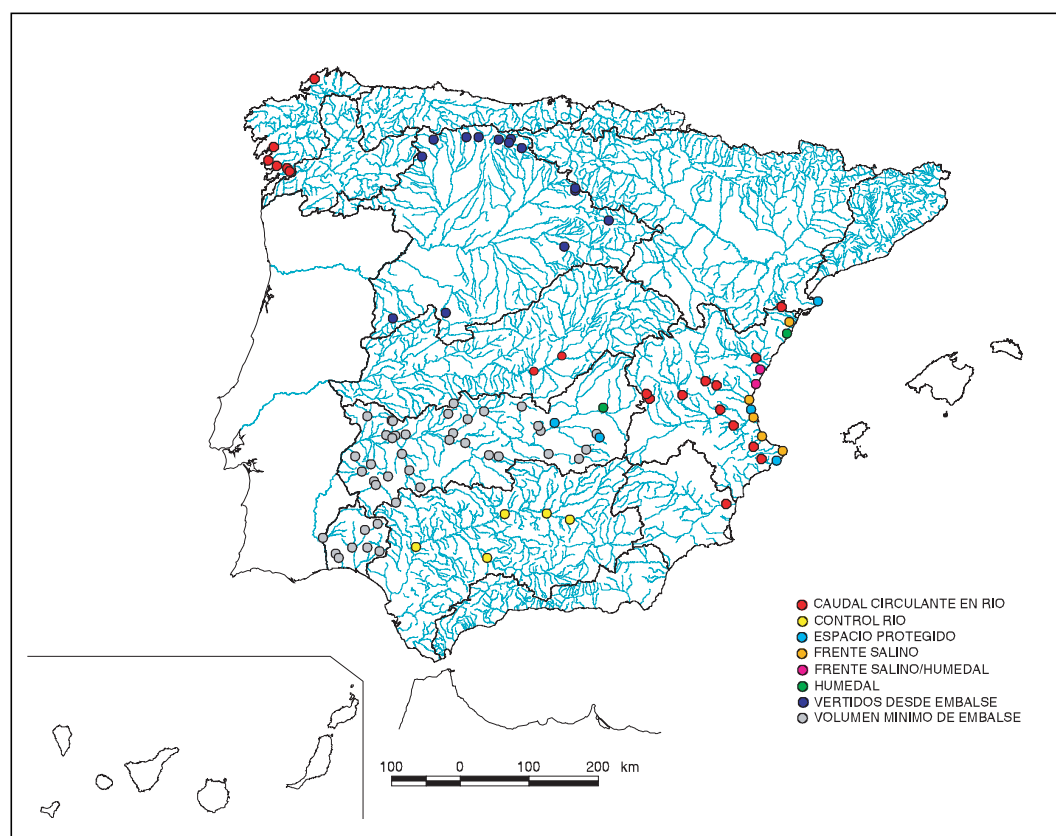 CAUDAL CIRCULANTE EN RIO
CONTROL RIO
ESPACIO PROTEGIDO
FRENTE SALINO
FRENTE SALINO/HUMEDAL
HUMEDAL
VERTIDOS DESDE EMBALSE
VOLUMEN MINIMO DE EMBALSE
100 0 100 200 km